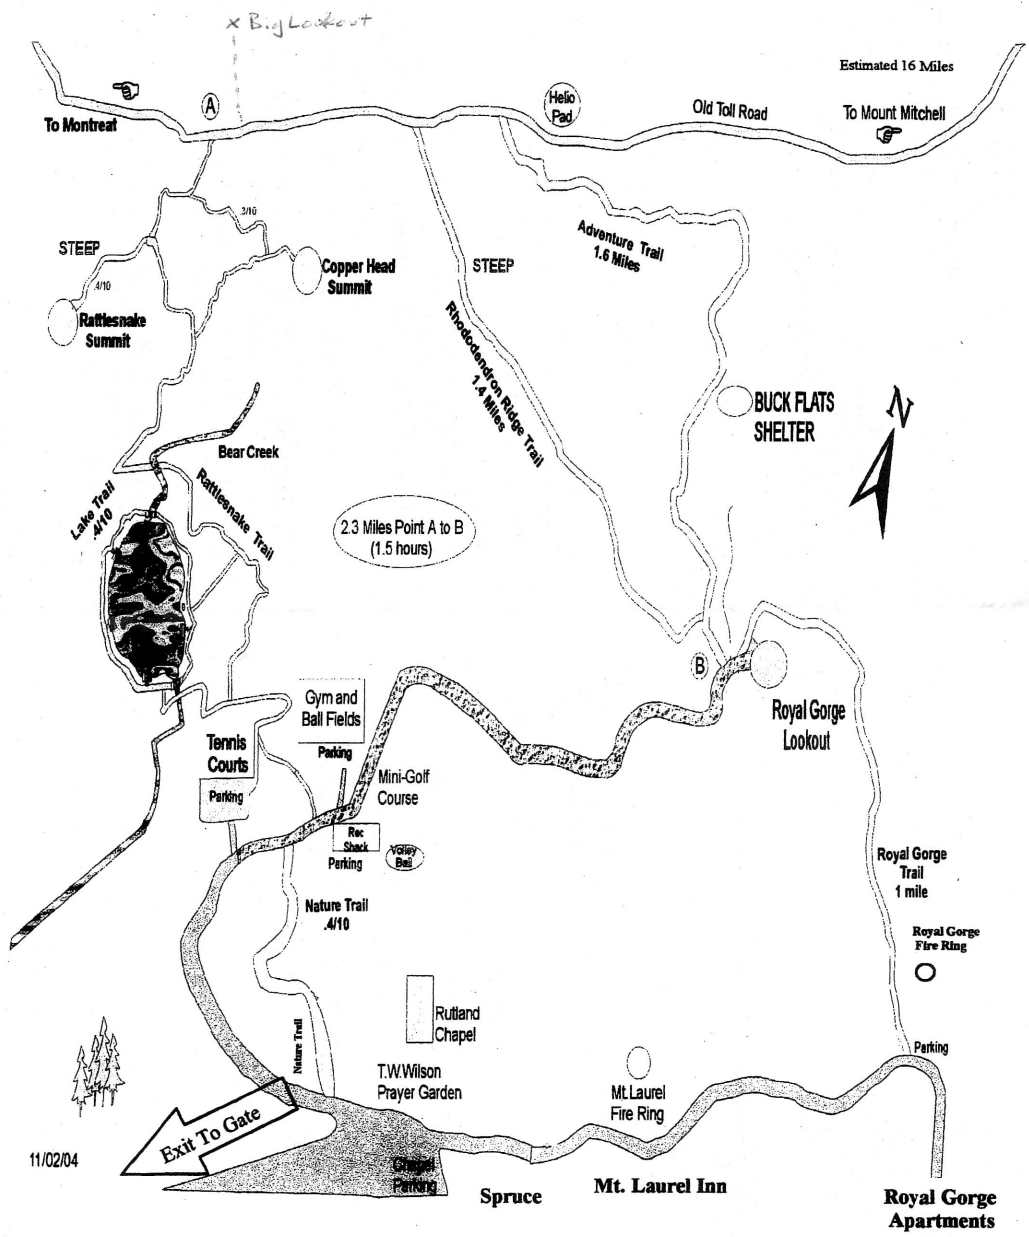 x Big Lookout
Estimated 16 Miles
A
Helio
Pad
Old Toll Road
To Mount Mitchell
To Montreat
.3/10
STEEP
.4/10
Copper Head
Summit
STEEP
Adventure Trail
1.6 Miles
Rattlesnake
Summit
Rhododendron Ridge Trail
1.4 Miles
BUCK FLATS
SHELTER
N
Bear Creek
Lake Trail
.4/10
Rattlesnake Trail
2.3 Miles Point A to B
(1.5 hours)
B
Royal Gorge
Lookout
Gym and
Ball Fields
Parking
Tennis
Courts
Parking
Mini-Golf
Course
Rec
Shack
Parking
Volley
Ball
Royal Gorge
Trail
1 mile
Nature Trail
.4/10
Royal Gorge
Fire Ring
Rutland
Chapel
Nature Trail
Parking
T.W.Wilson
Prayer Garden
Mt.Laurel
Fire Ring
Exit To Gate
11/02/04
Chapel
Parking
Spruce
Mt. Laurel Inn
Royal Gorge
Apartments